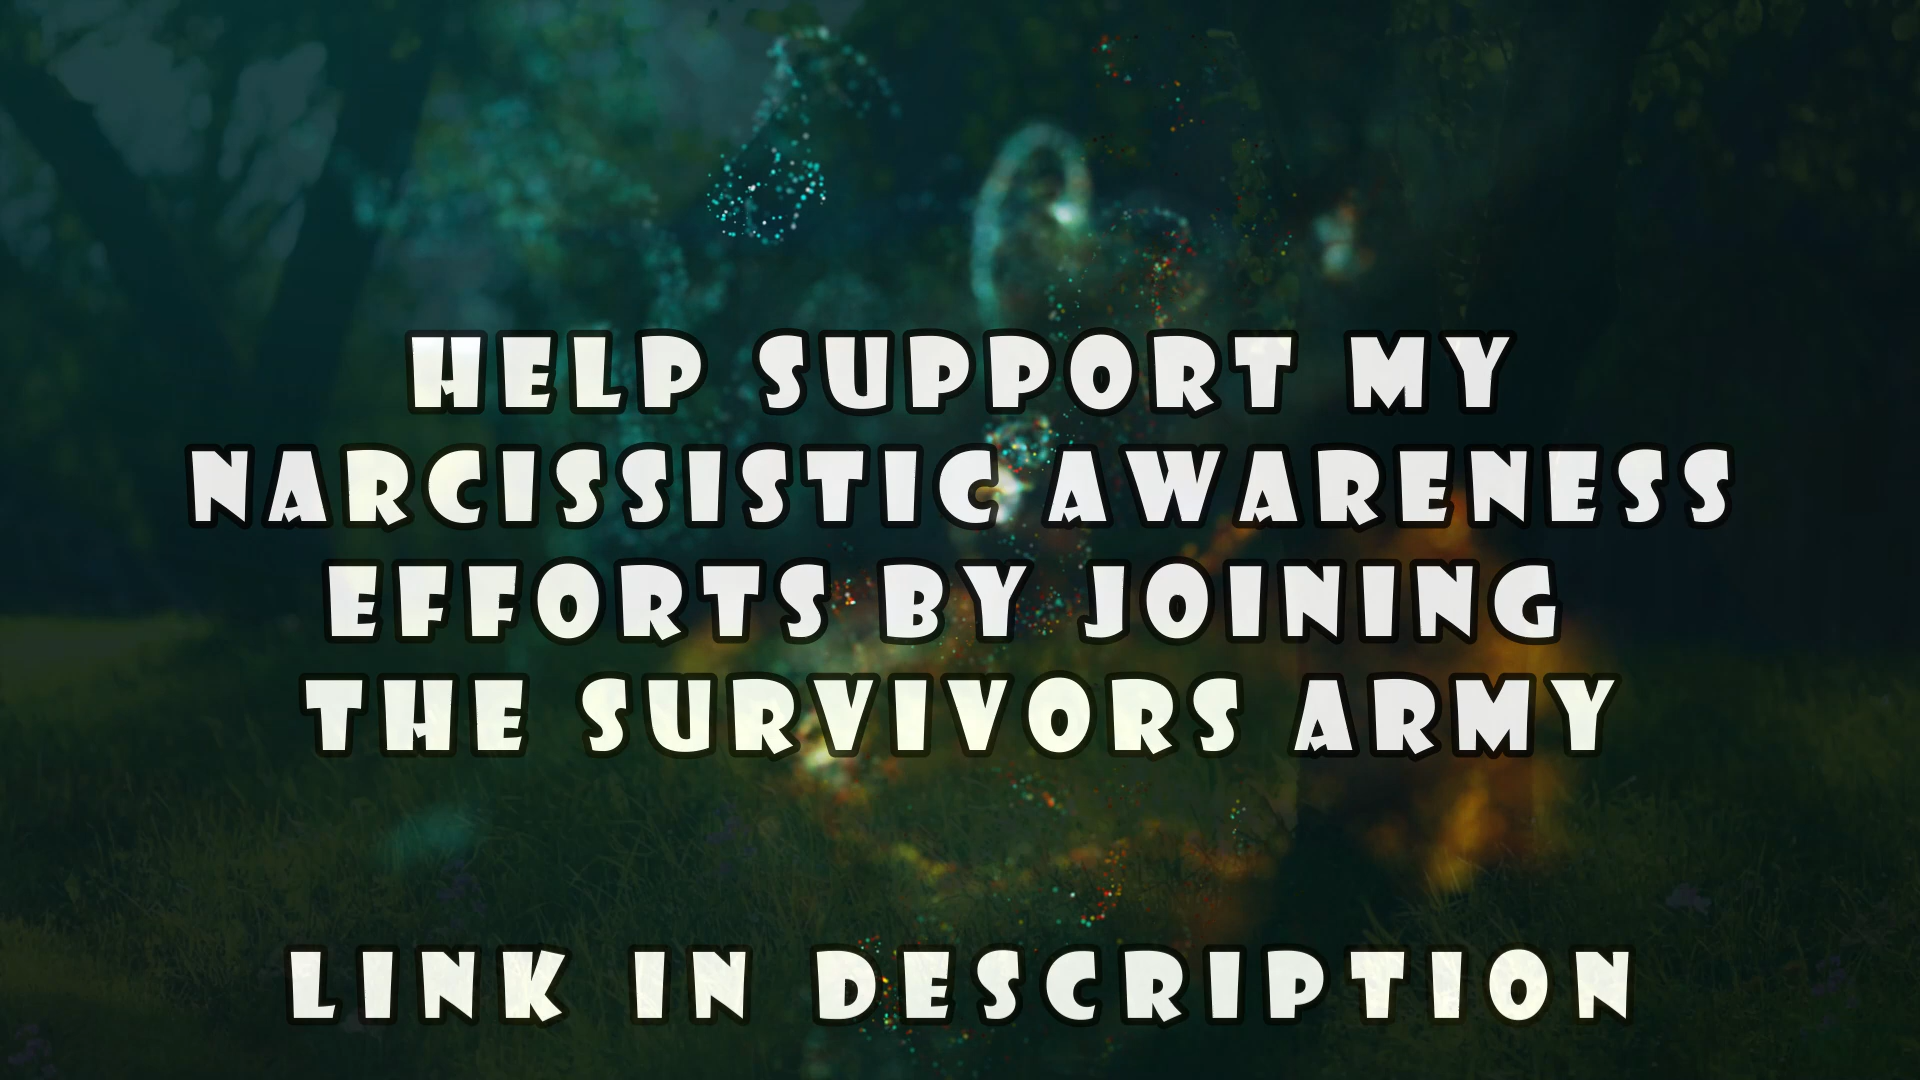 HELP SUPPORT MY
NARCISSISTIC AWARENESS
EFFORTS BY JOINING
THE SURVIVORS ARMY
LINK IN DESCRIPTION